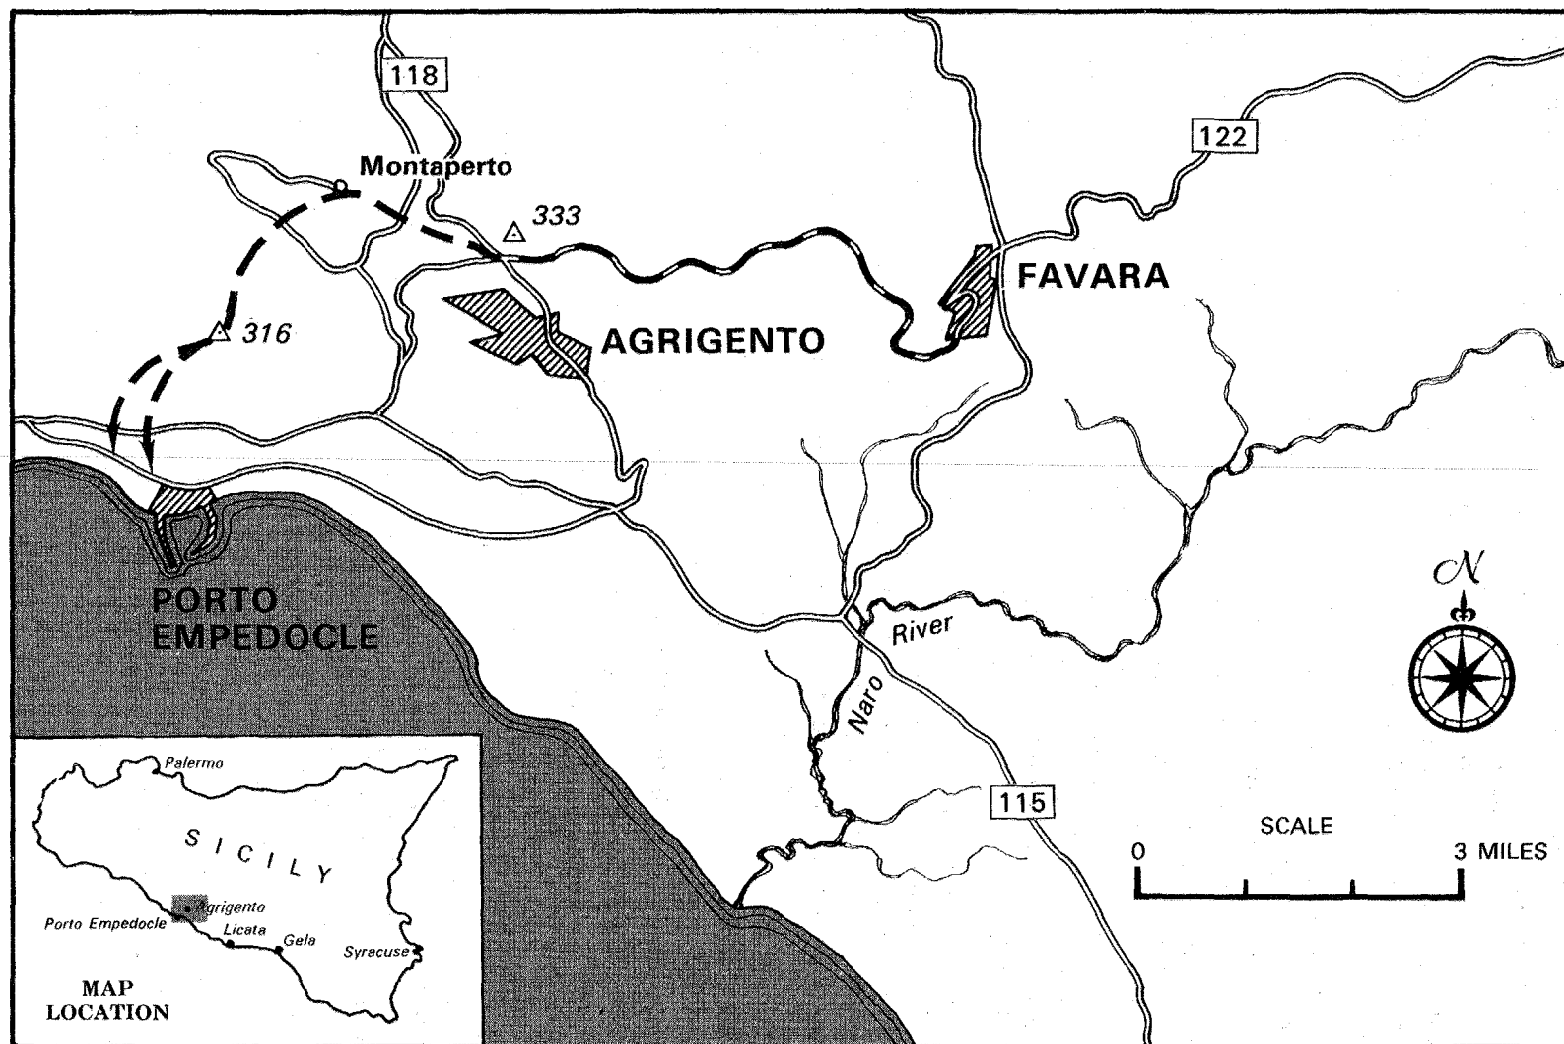 118
122
Montaperto
333
FAVARA
316
AGRIGENTO
N
PORTO
EMPEDOCLE
River
Naro
115
SCALE
0 3 MILES
Palermo
SICILY
Agrigento
Porto Empedocle
Licata
Gela
Syracuse
MAP
LOCATION